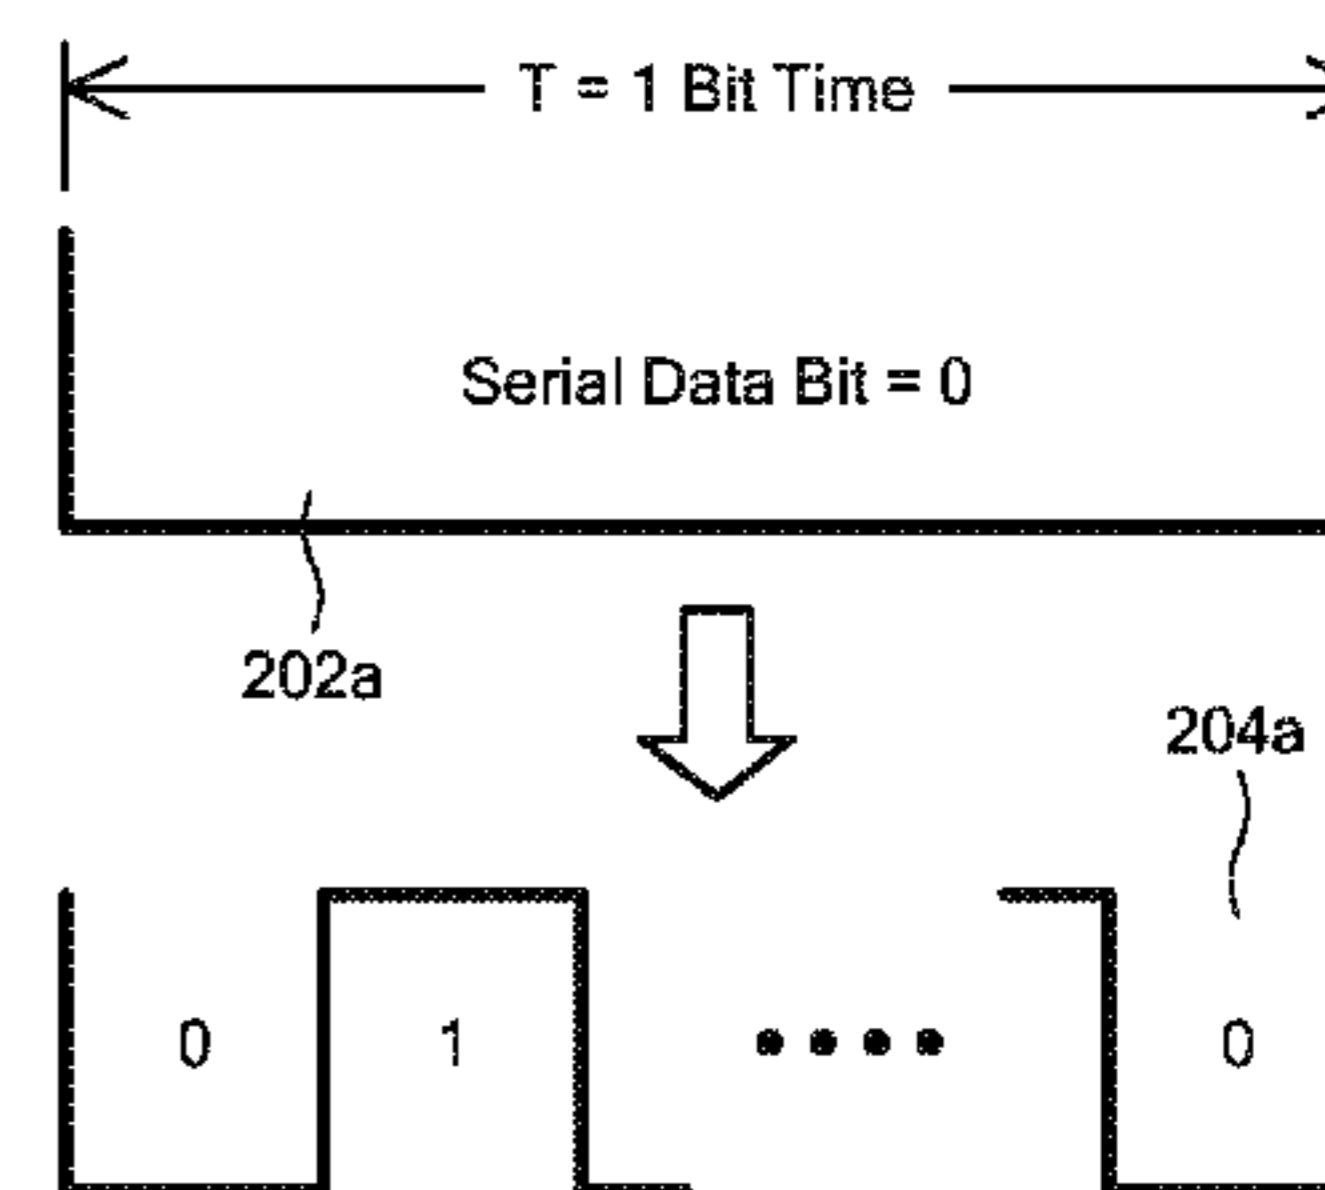 T = 1 Bit Time
Serial Data Bit = 0
202a
204a
0 1 0